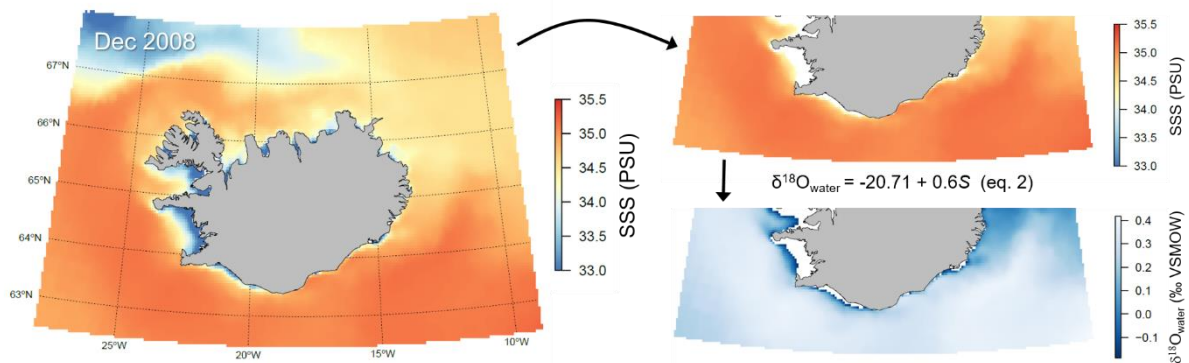 Dec 2008
67°N
66°N
65°N
64°N
63°N
25°W
20°W
15°W
10°W
35.5
35.0
34.5
34.0
33.5
33.0
SSS (PSU)
35.5
35.0
34.5
34.0
33.5
33.0
SSS (PSU)
δ¹⁸O_water = -20.71 + 0.6S (eq. 2)
0.4
0.3
0.2
0.1
0.0
−0.1
δ¹⁸O_water (‰ VSMOW)